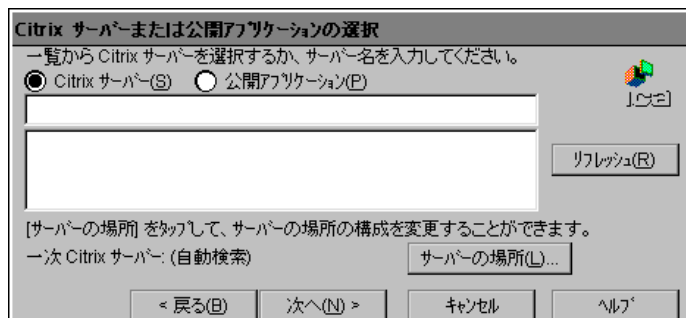 Citrix サーバーまたは公開アプリケーションの選択
一覧から Citrix サーバーを選択するか、サーバー名を入力してください。
Citrix サーバー(S) 公開アプリケーション(P)
リフレッシュ(R)
[サーバーの場所] をタップして、サーバーの場所の構成を変更することができます。
一次 Citrix サーバー: (自動検索)
サーバーの場所(L)...
< 戻る(B) 次へ(N) > キャンセル ヘルプ